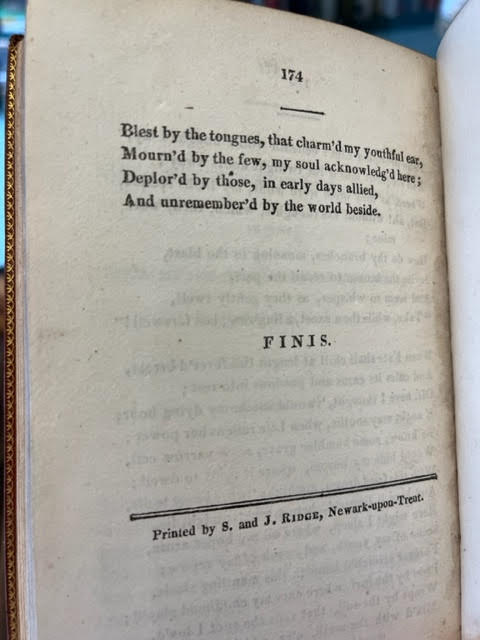 174
Blest by the tongues, that charm'd my youthful ear,
Mourn'd by the few, my soul acknowledg'd here;
Deplor'd by those, in early days allied,
And unremember'd by the world beside.
FINIS.
Printed by S. and J. RIDGE, Newark-upon-Trent.